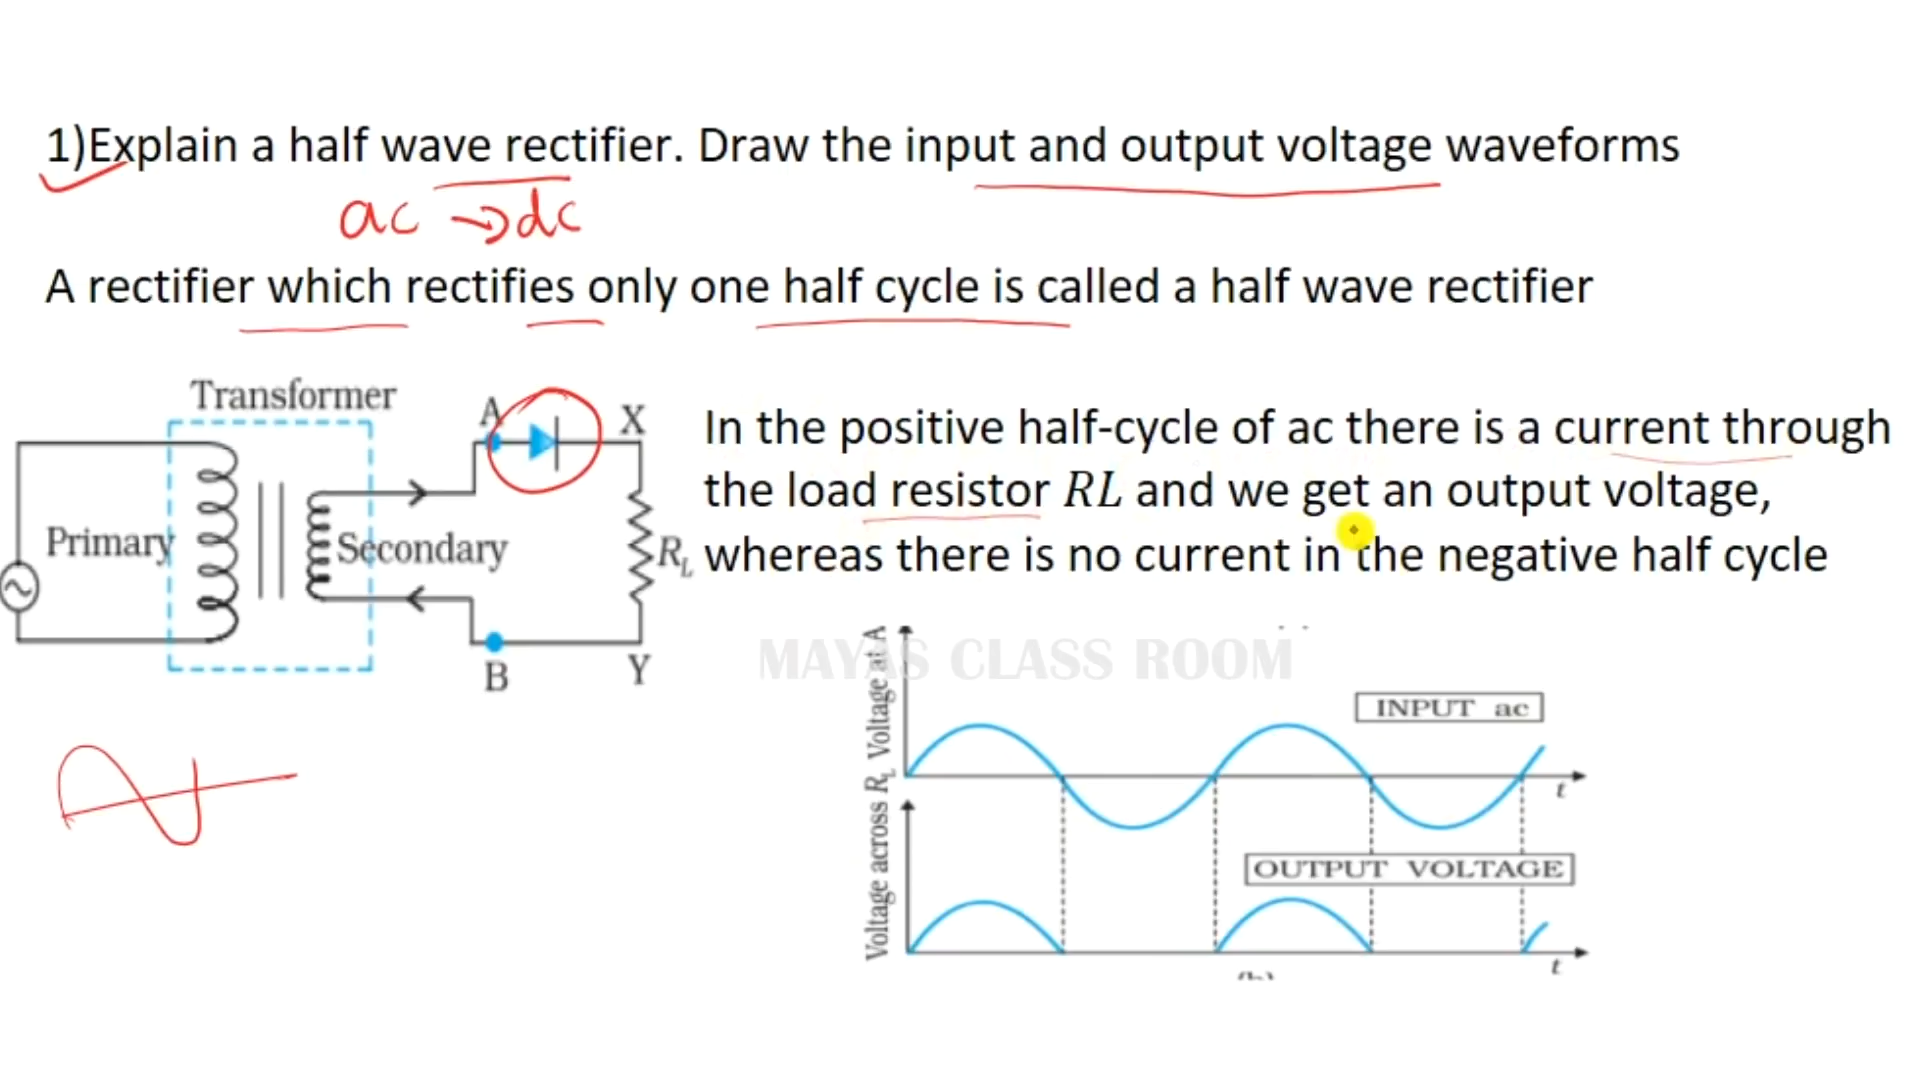 1)Explain a half wave rectifier. Draw the input and output voltage waveforms
ac → dc
A rectifier which rectifies only one half cycle is called a half wave rectifier
Transformer
A
X
Primary
Secondary
RL
B
Y
In the positive half-cycle of ac there is a current through
the load resistor RL and we get an output voltage,
whereas there is no current in the negative half cycle
MAYAS CLASS ROOM
Voltage at A
INPUT ac
t
Voltage across RL
OUTPUT VOLTAGE
t